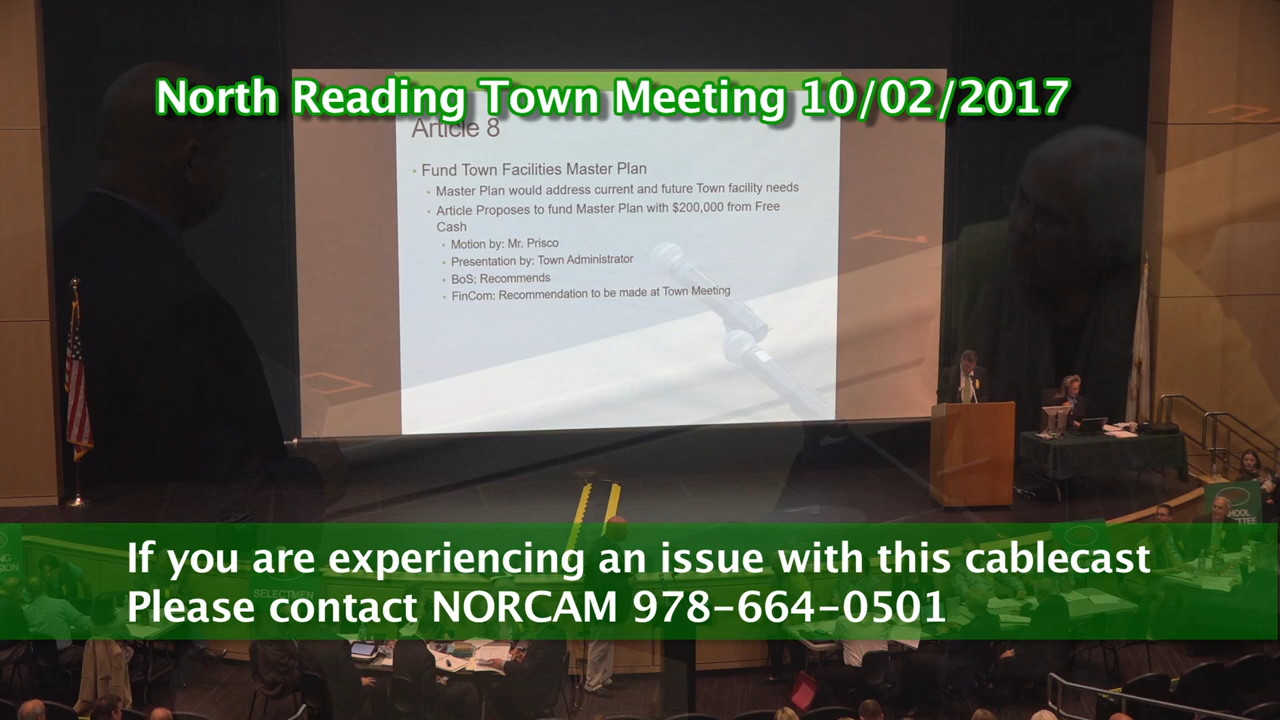 North Reading Town Meeting 10/02/2017
Article 8
Fund Town Facilities Master Plan
Master Plan would address current and future Town facility needs
Article Proposes to fund Master Plan with $200,000 from Free
Cash
Motion by: Mr. Prisco
Presentation by: Town Administrator
BoS: Recommends
FinCom: Recommendation to be made at Town Meeting
If you are experiencing an issue with this cablecast
Please contact NORCAM 978-664-0501
SELECTMEN